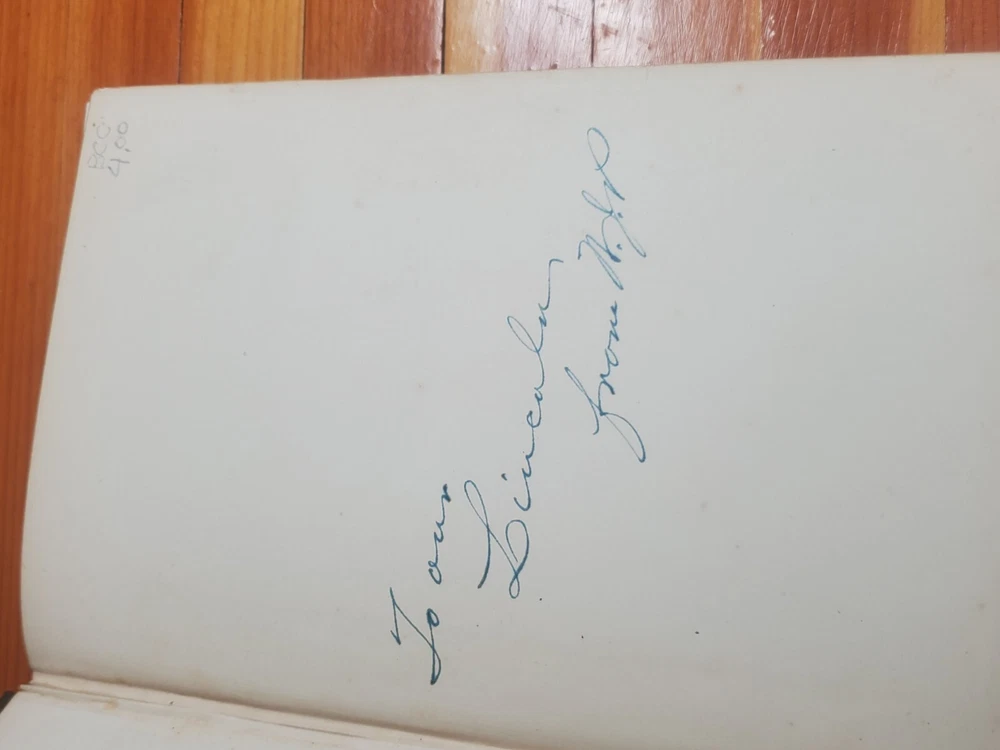 BCC
4.00
To our
Lincoln
from